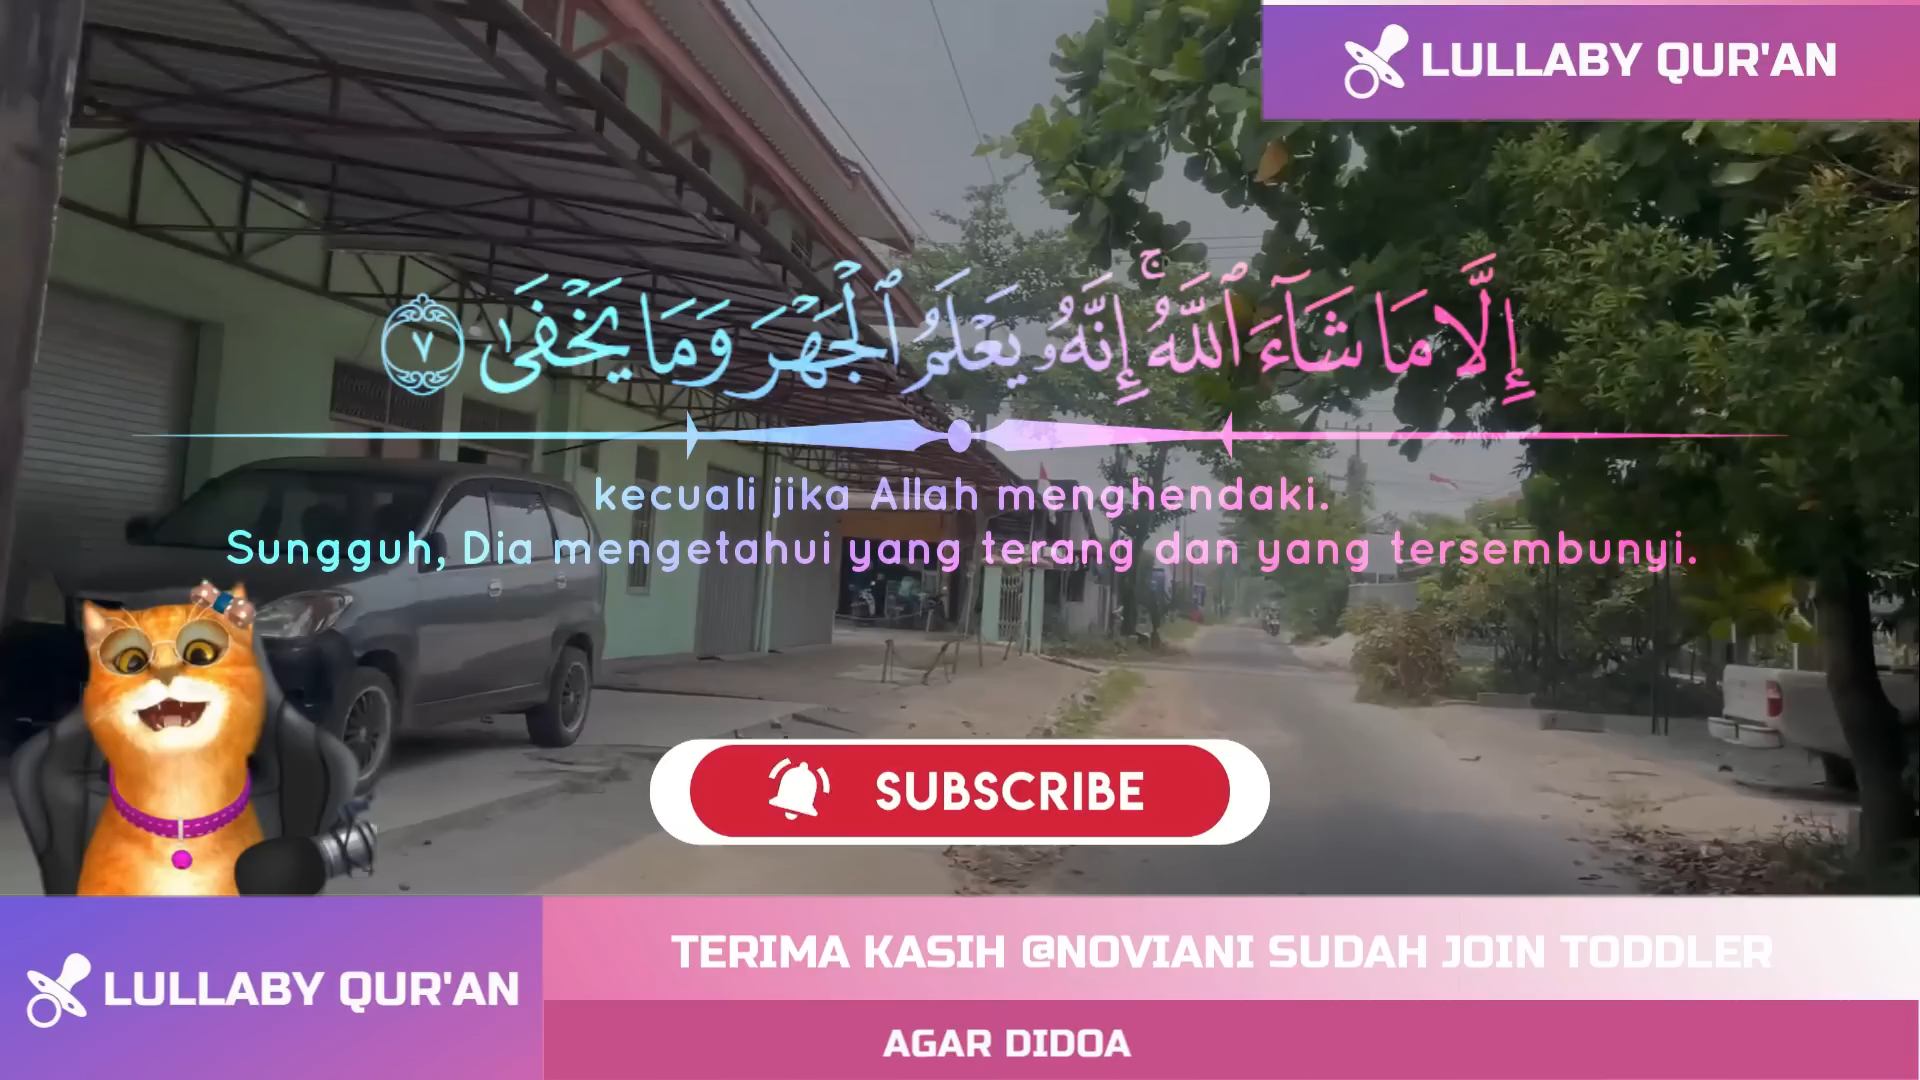 LULLABY QUR'AN
إِلَّا مَا شَآءَ ٱللَّهُ ۚ إِنَّهُۥ يَعْلَمُ ٱلْجَهْرَ وَمَا يَخْفَىٰ ٧
kecuali jika Allah menghendaki.
Sungguh, Dia mengetahui yang terang dan yang tersembunyi.
SUBSCRIBE
LULLABY QUR'AN
TERIMA KASIH @NOVIANI SUDAH JOIN TODDLER
AGAR DIDOA